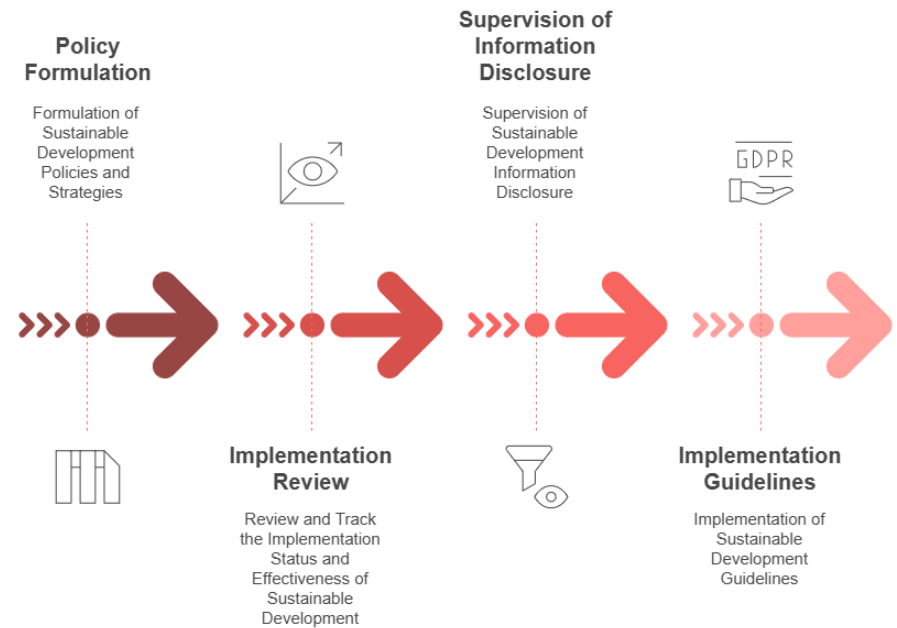 Policy
Formulation
Formulation of
Sustainable
Development
Policies and
Strategies
Implementation
Review
Review and Track
the Implementation
Status and
Effectiveness of
Sustainable
Development
Supervision of
Information
Disclosure
Supervision of
Sustainable
Development
Information
Disclosure
GDPR
Implementation
Guidelines
Implementation of
Sustainable
Development
Guidelines